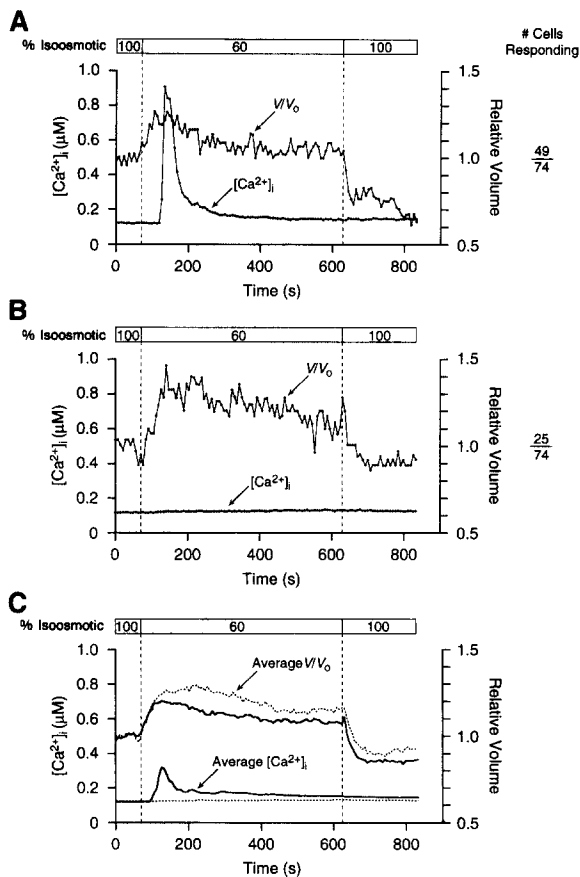 A
# Cells
Responding
% Isoosmotic 100 60 100
1.0 1.5
V/Vo
0.8
0.6 1.0
[Ca2+]i
0.4
0.2
0 0.5
[Ca2+]i (µM)
Relative Volume
49
74
0 200 400 600 800
Time (s)
B
% Isoosmotic 100 60 100
1.0 1.5
V/Vo
0.8
0.6 1.0
0.4
[Ca2+]i
0.2
0 0.5
[Ca2+]i (µM)
Relative Volume
25
74
0 200 400 600 800
Time (s)
C
% Isoosmotic 100 60 100
1.0 1.5
Average V/Vo
0.8
0.6
0.4 1.0
Average [Ca2+]i
0.2
0 0.5
[Ca2+]i (µM)
Relative Volume
0 200 400 600 800
Time (s)